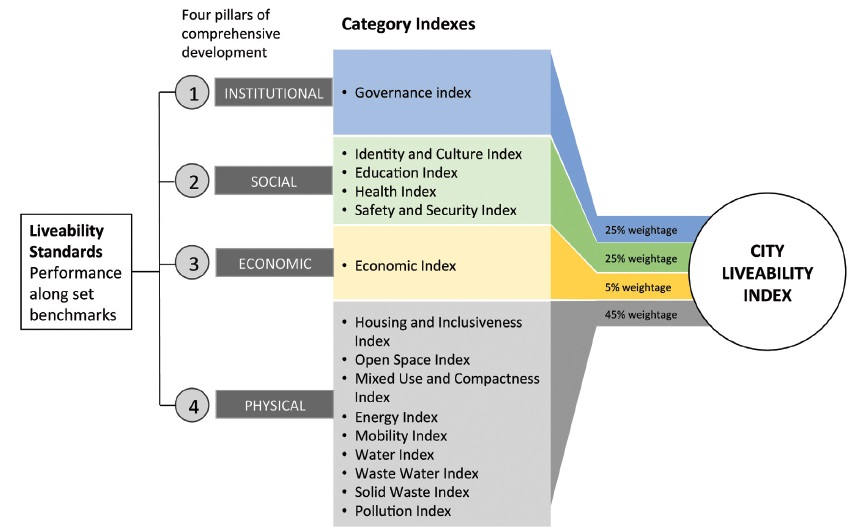 Four pillars of
comprehensive
development
Category Indexes
1
INSTITUTIONAL
• Governance index
2
SOCIAL
• Identity and Culture Index
• Education Index
• Health Index
• Safety and Security Index
3
ECONOMIC
• Economic Index
4
PHYSICAL
• Housing and Inclusiveness
Index
• Open Space Index
• Mixed Use and Compactness
Index
• Energy Index
• Mobility Index
• Water Index
• Waste Water Index
• Solid Waste Index
• Pollution Index
Liveability
Standards
Performance
along set
benchmarks
25% weightage
25% weightage
5% weightage
45% weightage
CITY
LIVEABILITY
INDEX